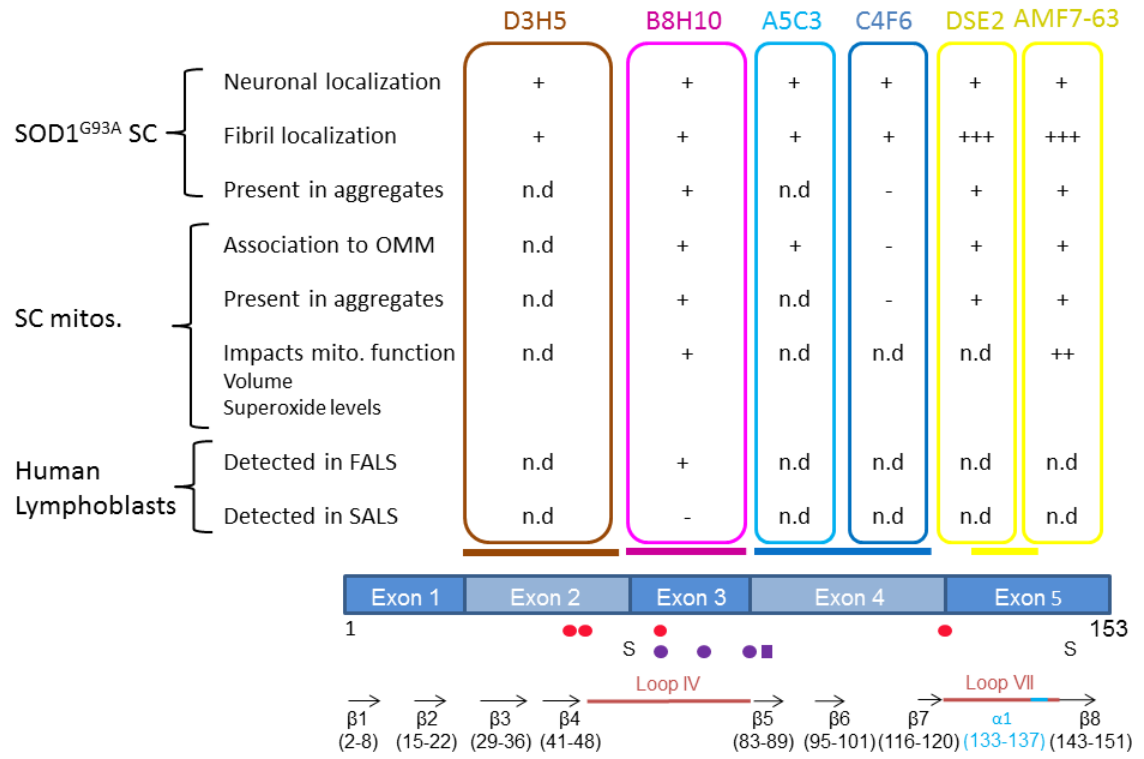 D3H5 B8H10 A5C3 C4F6 DSE2 AMF7-63
Neuronal localization + + + + + +
SOD1G93A SC Fibril localization + + + + +++ +++
Present in aggregates n.d + n.d - + +
Association to OMM n.d + + - + +
Present in aggregates n.d + n.d - + +
SC mitos.
Impacts mito. function n.d + n.d n.d n.d ++
Volume
Superoxide levels
Human Detected in FALS n.d + n.d n.d n.d n.d
Lymphoblasts
Detected in SALS n.d - n.d n.d n.d n.d
Exon 1 Exon 2 Exon 3 Exon 4 Exon 5
1 153
S S
Loop IV Loop VII
β1 β2 β3 β4 β5 β6 β7 α1 β8
(2-8) (15-22) (29-36) (41-48) (83-89) (95-101) (116-120) (133-137) (143-151)